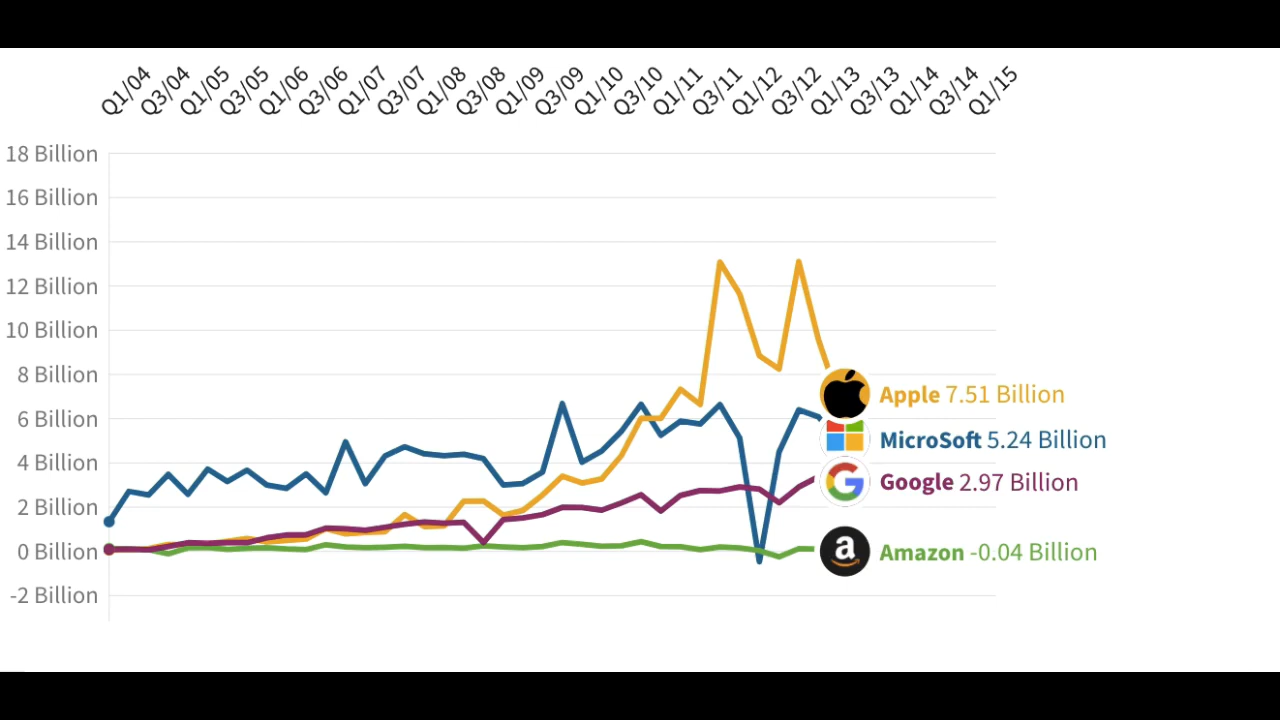 Q1/04 Q3/04 Q1/05 Q3/05 Q1/06 Q3/06 Q1/07 Q3/07 Q1/08 Q3/08 Q1/09 Q3/09 Q1/10 Q3/10 Q1/11 Q3/11 Q1/12 Q3/12 Q1/13 Q3/13 Q1/14 Q3/14 Q1/15
18 Billion
16 Billion
14 Billion
12 Billion
10 Billion
8 Billion
Apple 7.51 Billion
6 Billion
MicroSoft 5.24 Billion
4 Billion
Google 2.97 Billion
2 Billion
0 Billion
a Amazon -0.04 Billion
-2 Billion